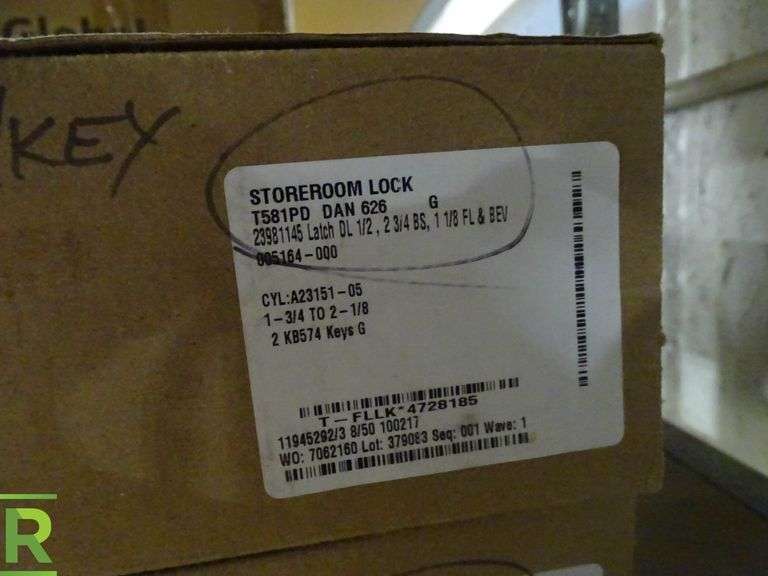 Global
KEY
STOREROOM LOCK
T581PD DAN 626 G
23981145 Latch DL 1/2 , 2 3/4 BS, 1 1/8 FL & BEV
005164-000
CYL:A23151-05
1-3/4 TO 2-1/8
2 KB574 Keys G
T-FLLK*4728185
11945292/3 8/50 100217
WO: 7062160 Lot: 379083 Seq: 001 Wave: 1
R